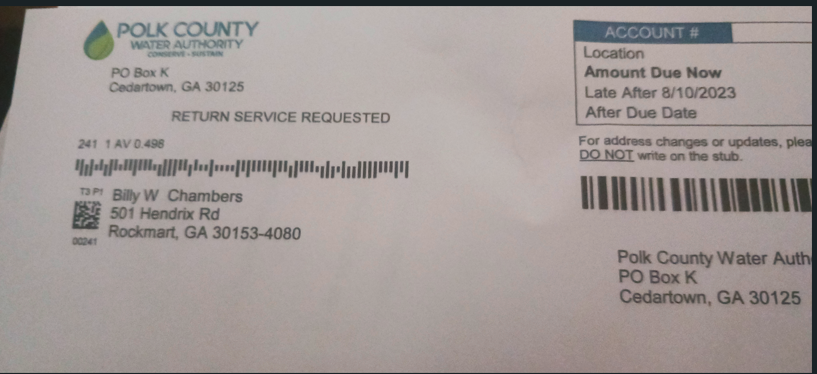 POLK COUNTY
WATER AUTHORITY
CONSERVE • SUSTAIN
PO Box K
Cedartown, GA 30125
RETURN SERVICE REQUESTED
241 1 AV 0.498
T3 P1
Billy W Chambers
501 Hendrix Rd
Rockmart, GA 30153-4080
00241
ACCOUNT #
Location
Amount Due Now
Late After 8/10/2023
After Due Date
For address changes or updates, plea
DO NOT write on the stub.
Polk County Water Auth
PO Box K
Cedartown, GA 30125